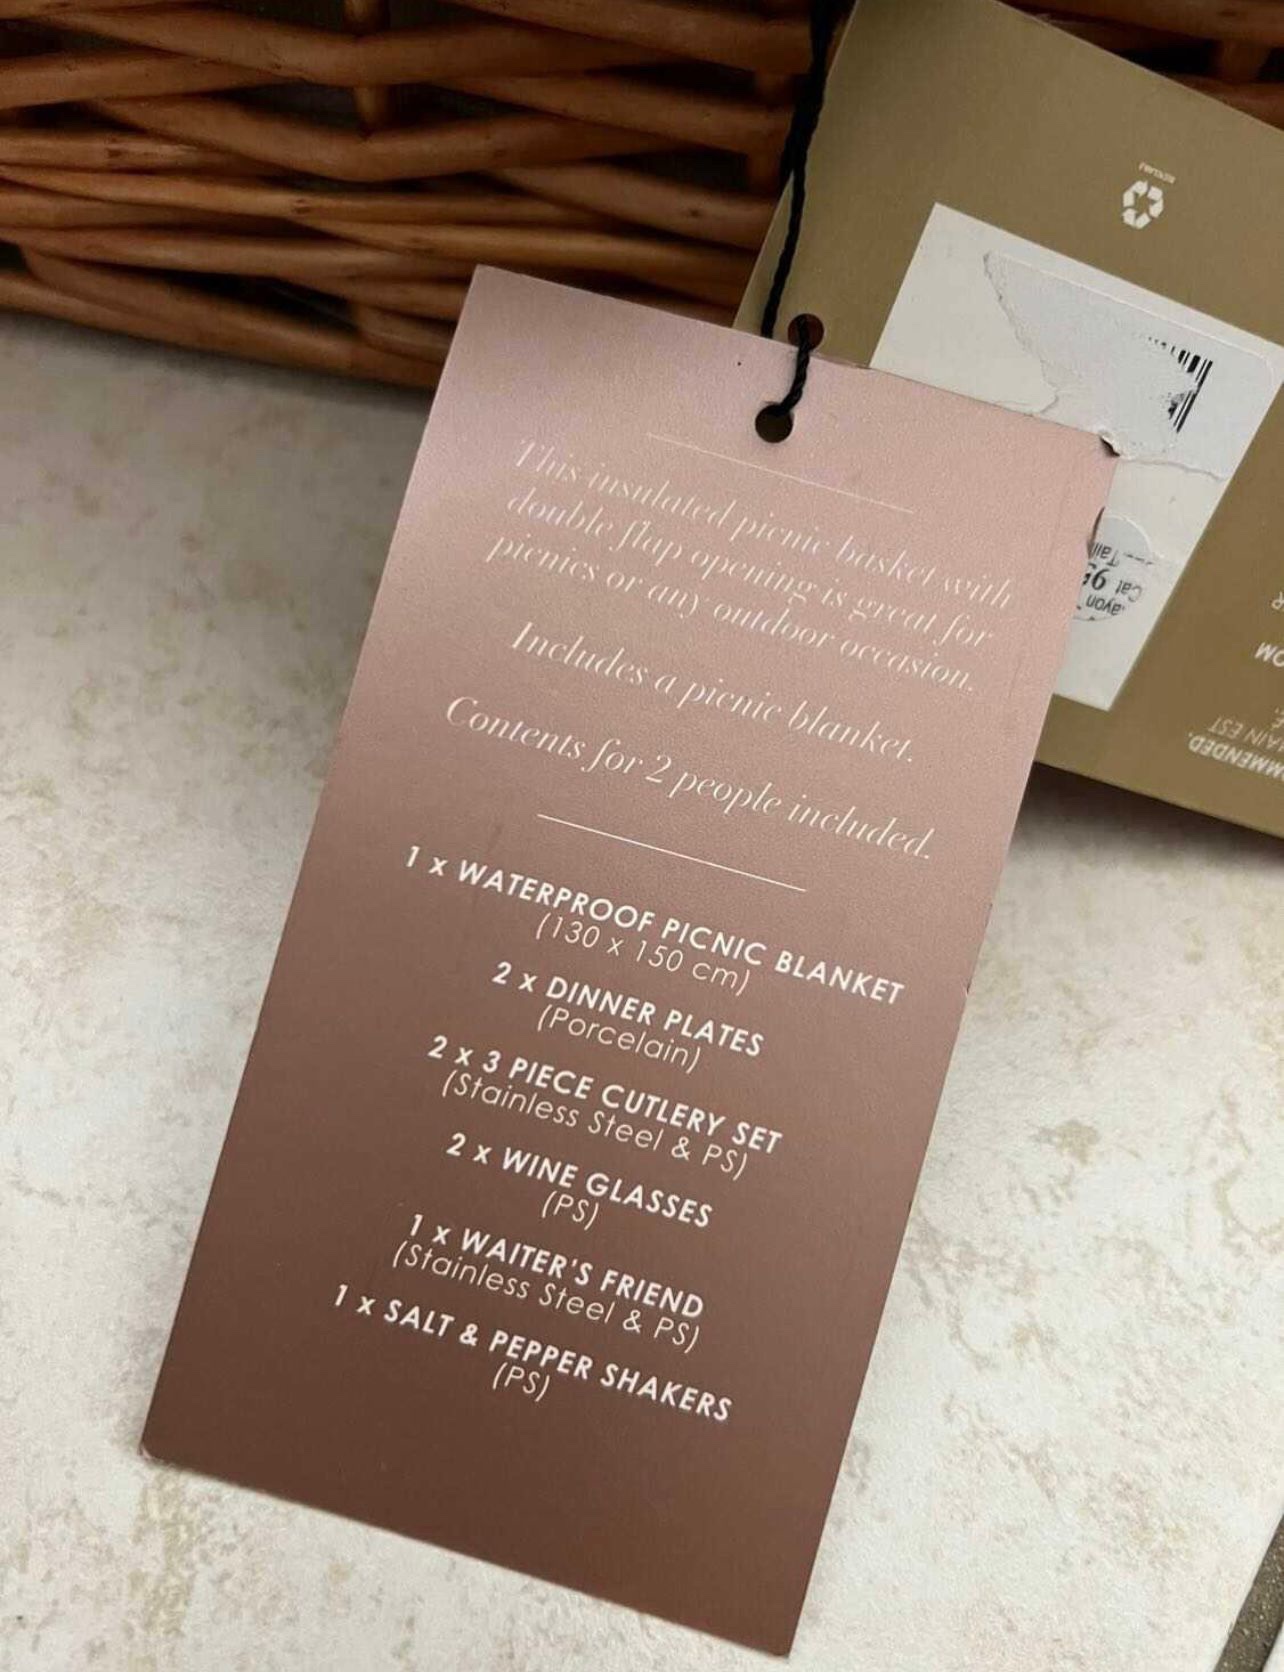 This insulated picnic basket with
double flap opening is great for
picnics or any outdoor occasion.
Includes a picnic blanket.
Contents for 2 people included.
1 x WATERPROOF PICNIC BLANKET
(130 x 150 cm)
2 x DINNER PLATES
(Porcelain)
2 x 3 PIECE CUTLERY SET
(Stainless Steel & PS)
2 x WINE GLASSES
(PS)
1 x WAITER'S FRIEND
(Stainless Steel & PS)
1 x SALT & PEPPER SHAKERS
(PS)
RECYCLABLE
Cat